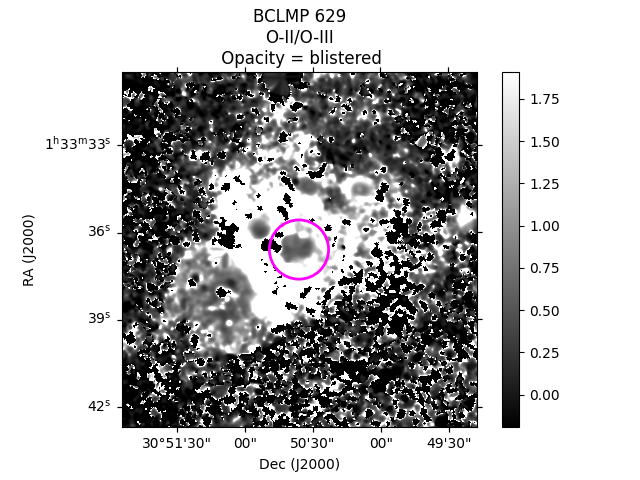 BCLMP 629
O-II/O-III
Opacity = blistered
1h33m33s
36s
39s
42s
RA (J2000)
30°51'30" 00" 50'30" 00" 49'30"
Dec (J2000)
1.75
1.50
1.25
1.00
0.75
0.50
0.25
0.00